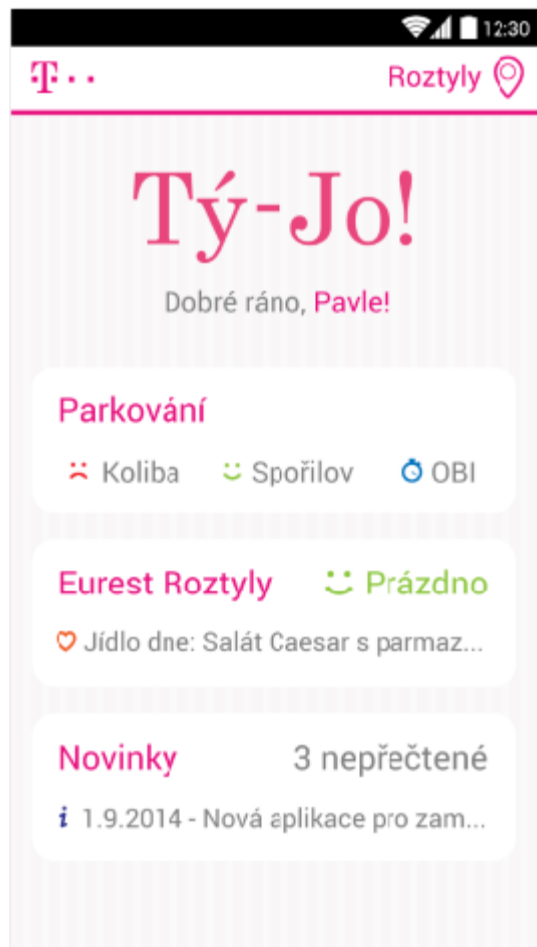 12:30
T
Roztyly
Tý-Jo!
Dobré ráno, Pavle!
Parkování
Koliba Spořilov OBI
Eurest Roztyly Prázdno
Jídlo dne: Salát Caesar s parmaz...
Novinky 3 nepřečtené
i 1.9.2014 - Nová aplikace pro zam...